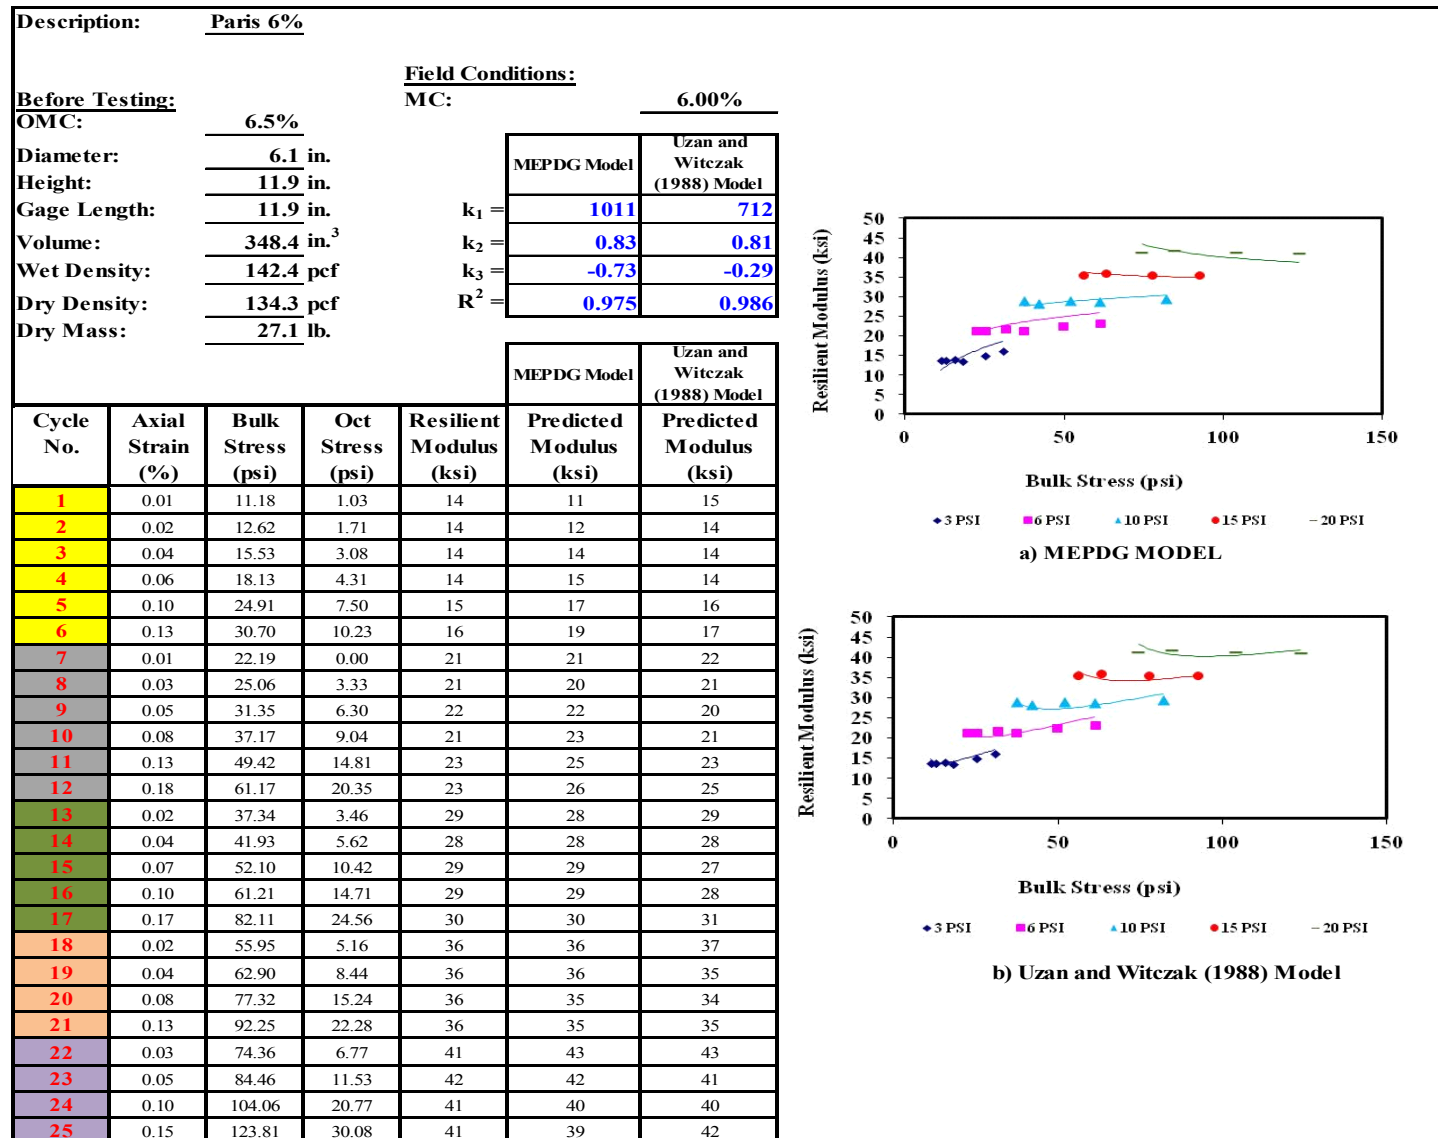 Description: Paris 6%
Field Conditions:
Before Testing: MC: 6.00%
OMC: 6.5%
Diameter: 6.1 in.
Height: 11.9 in.
Gage Length: 11.9 in.
Volume: 348.4 in.³
Wet Density: 142.4 pcf
Dry Density: 134.3 pcf
Dry Mass: 27.1 lb.
MEPDG Model Uzan and Witczak (1988) Model
k₁ = 1011 712
k₂ = 0.83 0.81
k₃ = -0.73 -0.29
R² = 0.975 0.986
MEPDG Model Uzan and Witczak (1988) Model
Cycle No. Axial Strain (%) Bulk Stress (psi) Oct Stress (psi) Resilient Modulus (ksi) Predicted Modulus (ksi) Predicted Modulus (ksi)
1 0.01 11.18 1.03 14 11 15
2 0.02 12.62 1.71 14 12 14
3 0.04 15.53 3.08 14 14 14
4 0.06 18.13 4.31 14 15 14
5 0.10 24.91 7.50 15 17 16
6 0.13 30.70 10.23 16 19 17
7 0.01 22.19 0.00 21 21 22
8 0.03 25.06 3.33 21 20 21
9 0.05 31.35 6.30 22 22 20
10 0.08 37.17 9.04 21 23 21
11 0.13 49.42 14.81 23 25 23
12 0.18 61.17 20.35 23 26 25
13 0.02 37.34 3.46 29 28 29
14 0.04 41.93 5.62 28 28 28
15 0.07 52.10 10.42 29 29 27
16 0.10 61.21 14.71 29 29 28
17 0.17 82.11 24.56 30 30 31
18 0.02 55.95 5.16 36 36 37
19 0.04 62.90 8.44 36 36 35
20 0.08 77.32 15.24 36 35 34
21 0.13 92.25 22.28 36 35 35
22 0.03 74.36 6.77 41 43 43
23 0.05 84.46 11.53 42 42 41
24 0.10 104.06 20.77 41 40 40
25 0.15 123.81 30.08 41 39 42
Resilient Modulus (ksi)
50
45
40
35
30
25
20
15
10
5
0
0 50 100 150
Bulk Stress (psi)
3 PSI 6 PSI 10 PSI 15 PSI 20 PSI
a) MEPDG MODEL
Resilient Modulus (ksi)
50
45
40
35
30
25
20
15
10
5
0
0 50 100 150
Bulk Stress (psi)
3 PSI 6 PSI 10 PSI 15 PSI 20 PSI
b) Uzan and Witczak (1988) Model